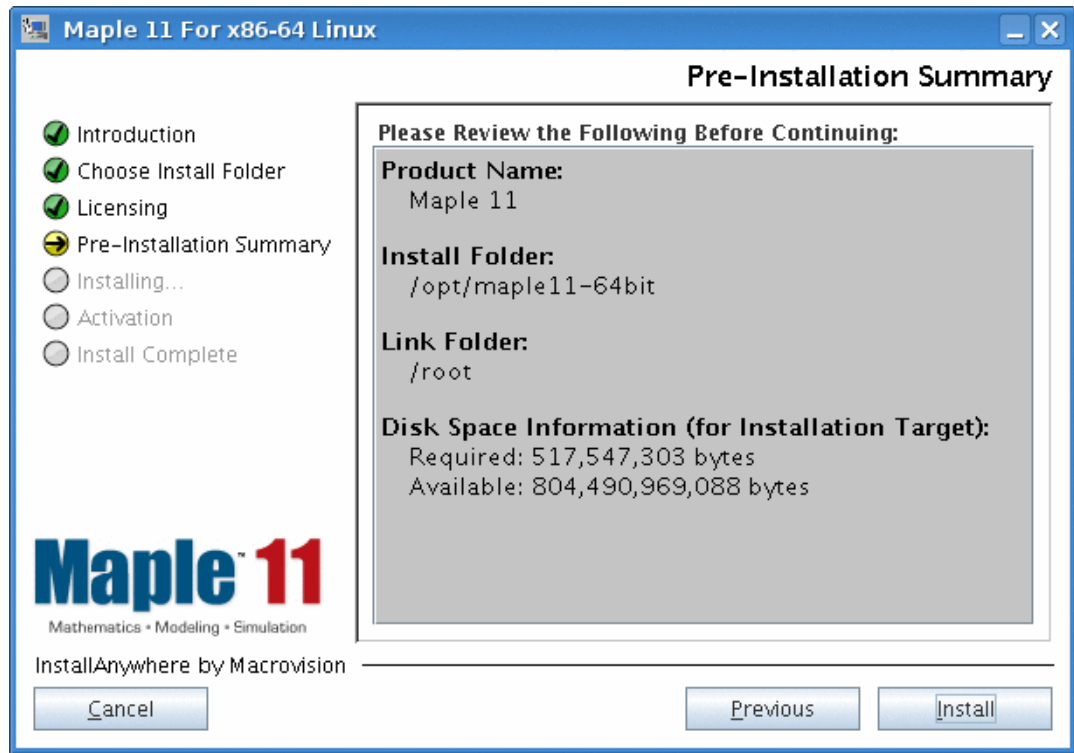 Maple 11 For x86-64 Linux
Pre-Installation Summary
Introduction
Choose Install Folder
Licensing
Pre-Installation Summary
Installing...
Activation
Install Complete
Please Review the Following Before Continuing:
Product Name:
Maple 11
Install Folder:
/opt/maple11-64bit
Link Folder:
/root
Disk Space Information (for Installation Target):
Required: 517,547,303 bytes
Available: 804,490,969,088 bytes
Maple™ 11
Mathematics • Modeling • Simulation
InstallAnywhere by Macrovision
Cancel
Previous
Install